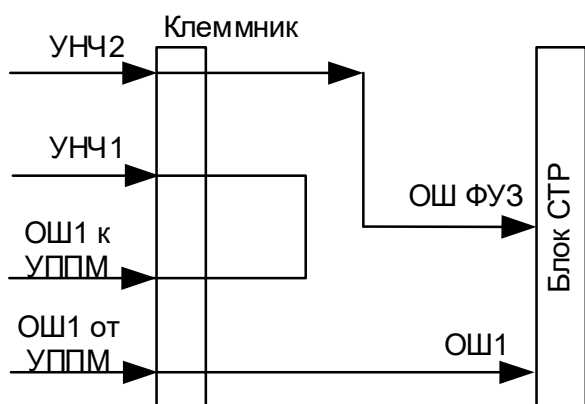 Клеммник
УНЧ2
УНЧ1
ОШ1 к
УППМ
ОШ1 от
УППМ
ОШ ФУЗ
ОШ1
Блок СТР